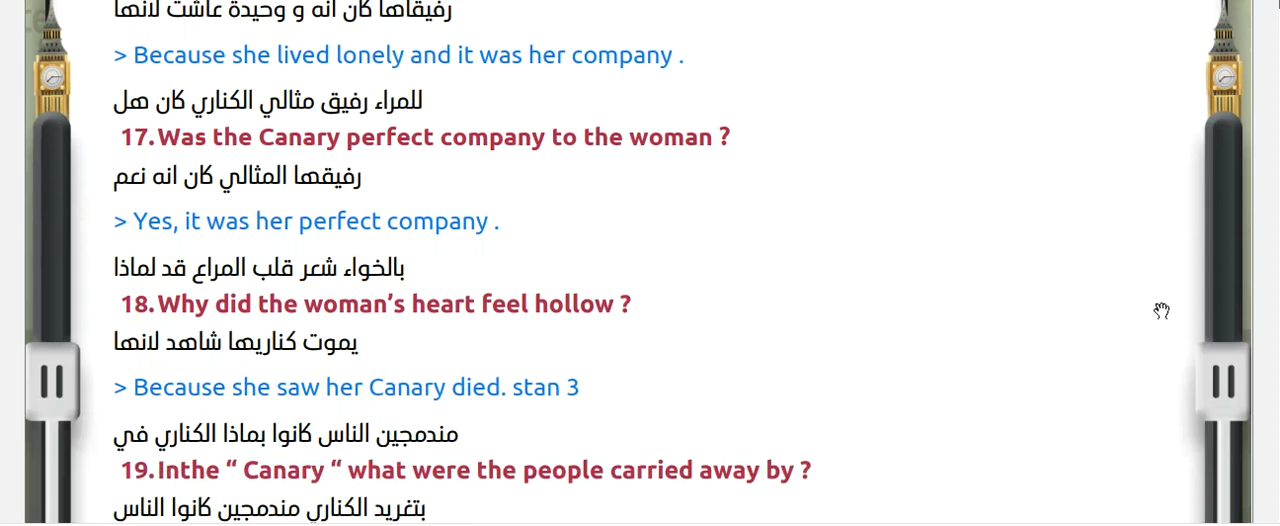 رفيقاها كان انه و وحيدة عاشت لانها
> Because she lived lonely and it was her company .
للمراء رفيق مثالي الكناري كان هل
17. Was the Canary perfect company to the woman ?
رفيقها المثالي كان انه نعم
> Yes, it was her perfect company .
بالخواء شعر قلب المراع قد لماذا
18. Why did the woman’s heart feel hollow ?
يموت كناريها شاهد لانها
> Because she saw her Canary died. stan 3
مندمجين الناس كانوا بماذا الكناري في
19. Inthe “ Canary “ what were the people carried away by ?
بتغريد الكناري مندمجين كانوا الناس